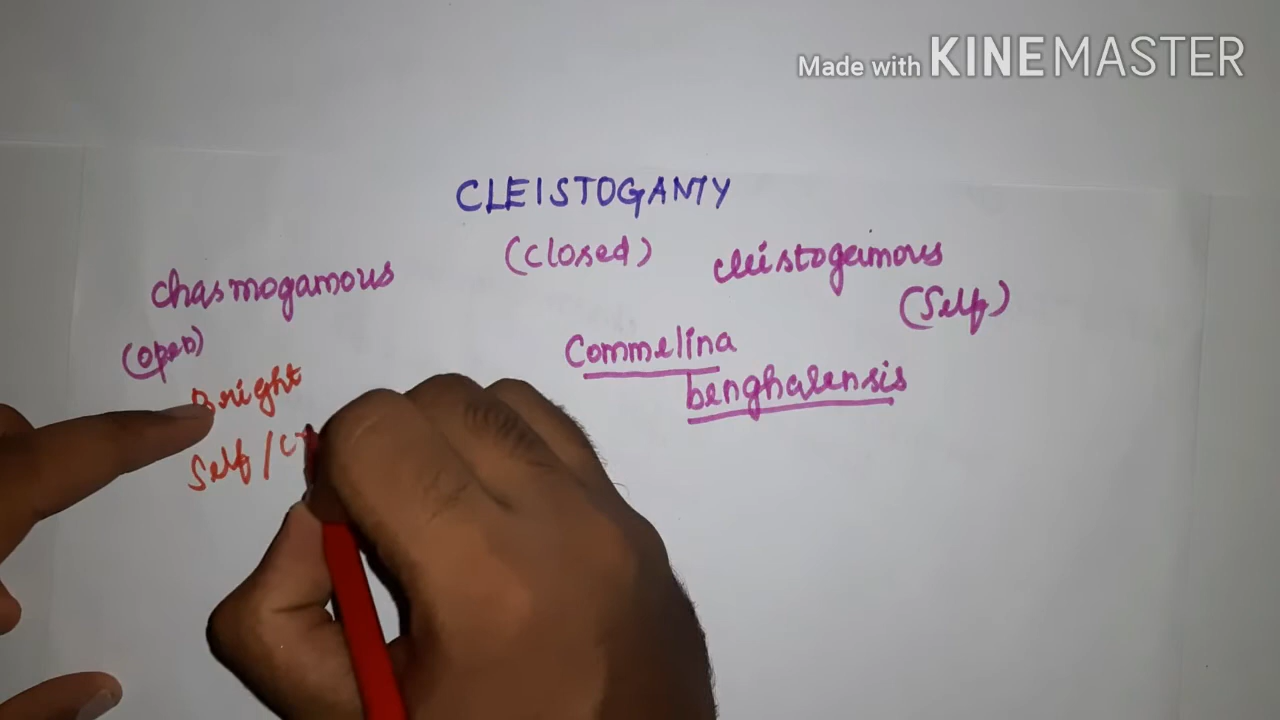 Made with KINEMASTER
CLEISTOGAMY
(closed)
chasmogamous
cleistogamous
(open)
(Self)
Commelina
benghalensis
Bright
Self /